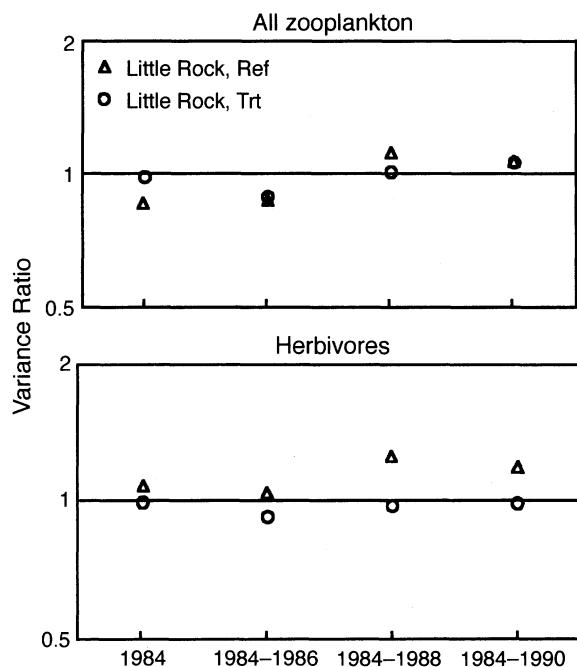 All zooplankton
2
Little Rock, Ref
Little Rock, Trt
1
0.5
Variance Ratio
Herbivores
2
1
0.5
1984 1984–1986 1984–1988 1984–1990